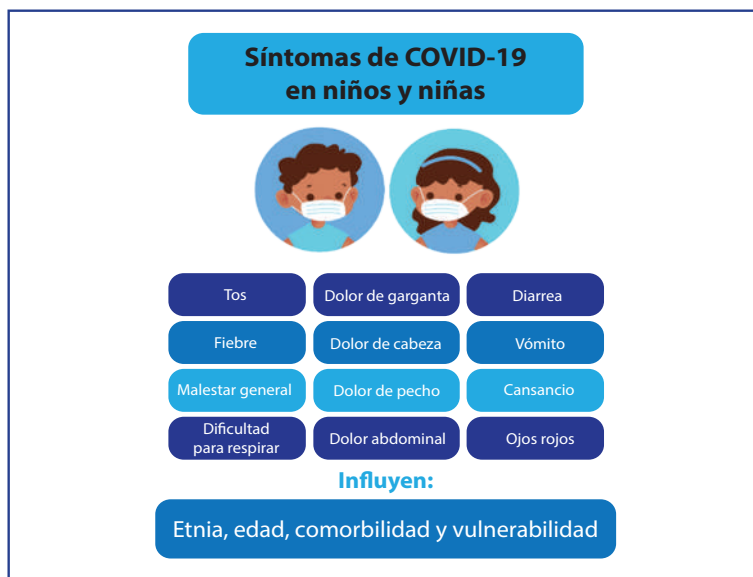 Síntomas de COVID-19
en niños y niñas
Tos
Dolor de garganta
Diarrea
Fiebre
Dolor de cabeza
Vómito
Malestar general
Dolor de pecho
Cansancio
Dificultad
para respirar
Dolor abdominal
Ojos rojos
Influyen:
Etnia, edad, comorbilidad y vulnerabilidad